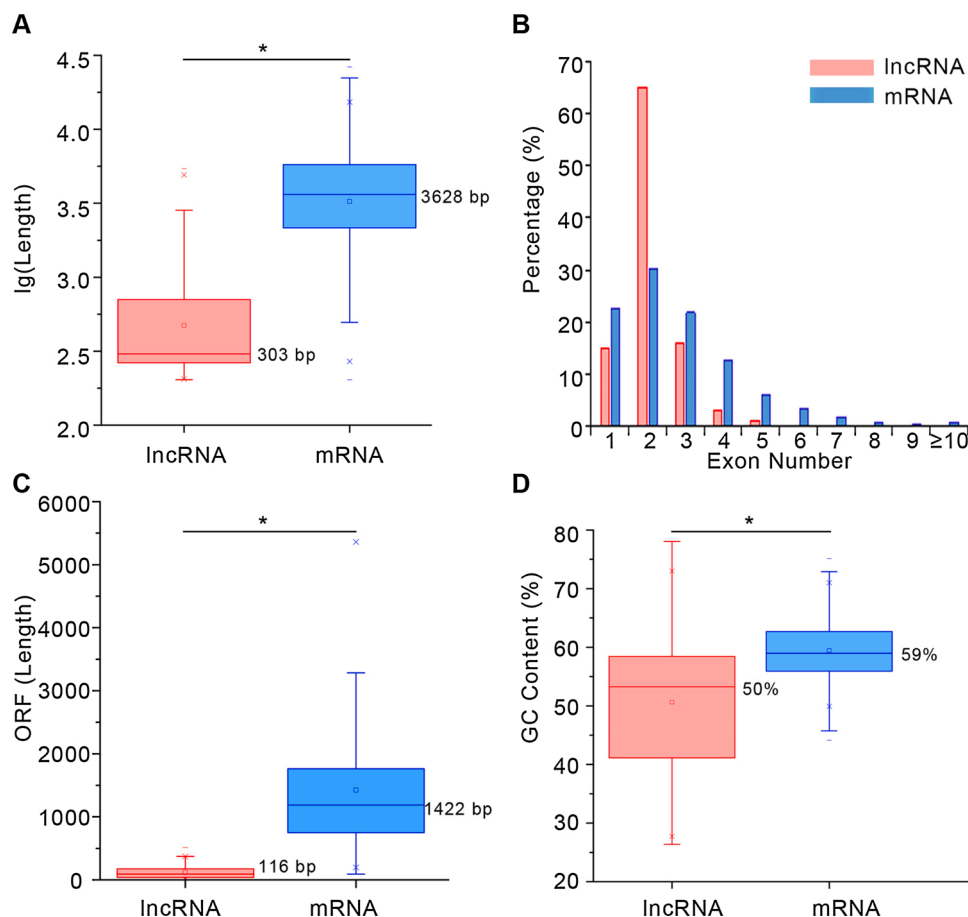 A
*
4.5
4.0
3.5
3.0
2.5
2.0
lg(Length)
3628 bp
303 bp
lncRNA
mRNA
B
lncRNA
mRNA
70
60
50
40
30
20
10
0
Percentage (%)
1 2 3 4 5 6 7 8 9 ≥10
Exon Number
C
*
6000
5000
4000
3000
2000
1000
0
ORF (Length)
1422 bp
116 bp
lncRNA
mRNA
D
*
80
70
60
50
40
30
20
GC Content (%)
59%
50%
lncRNA
mRNA